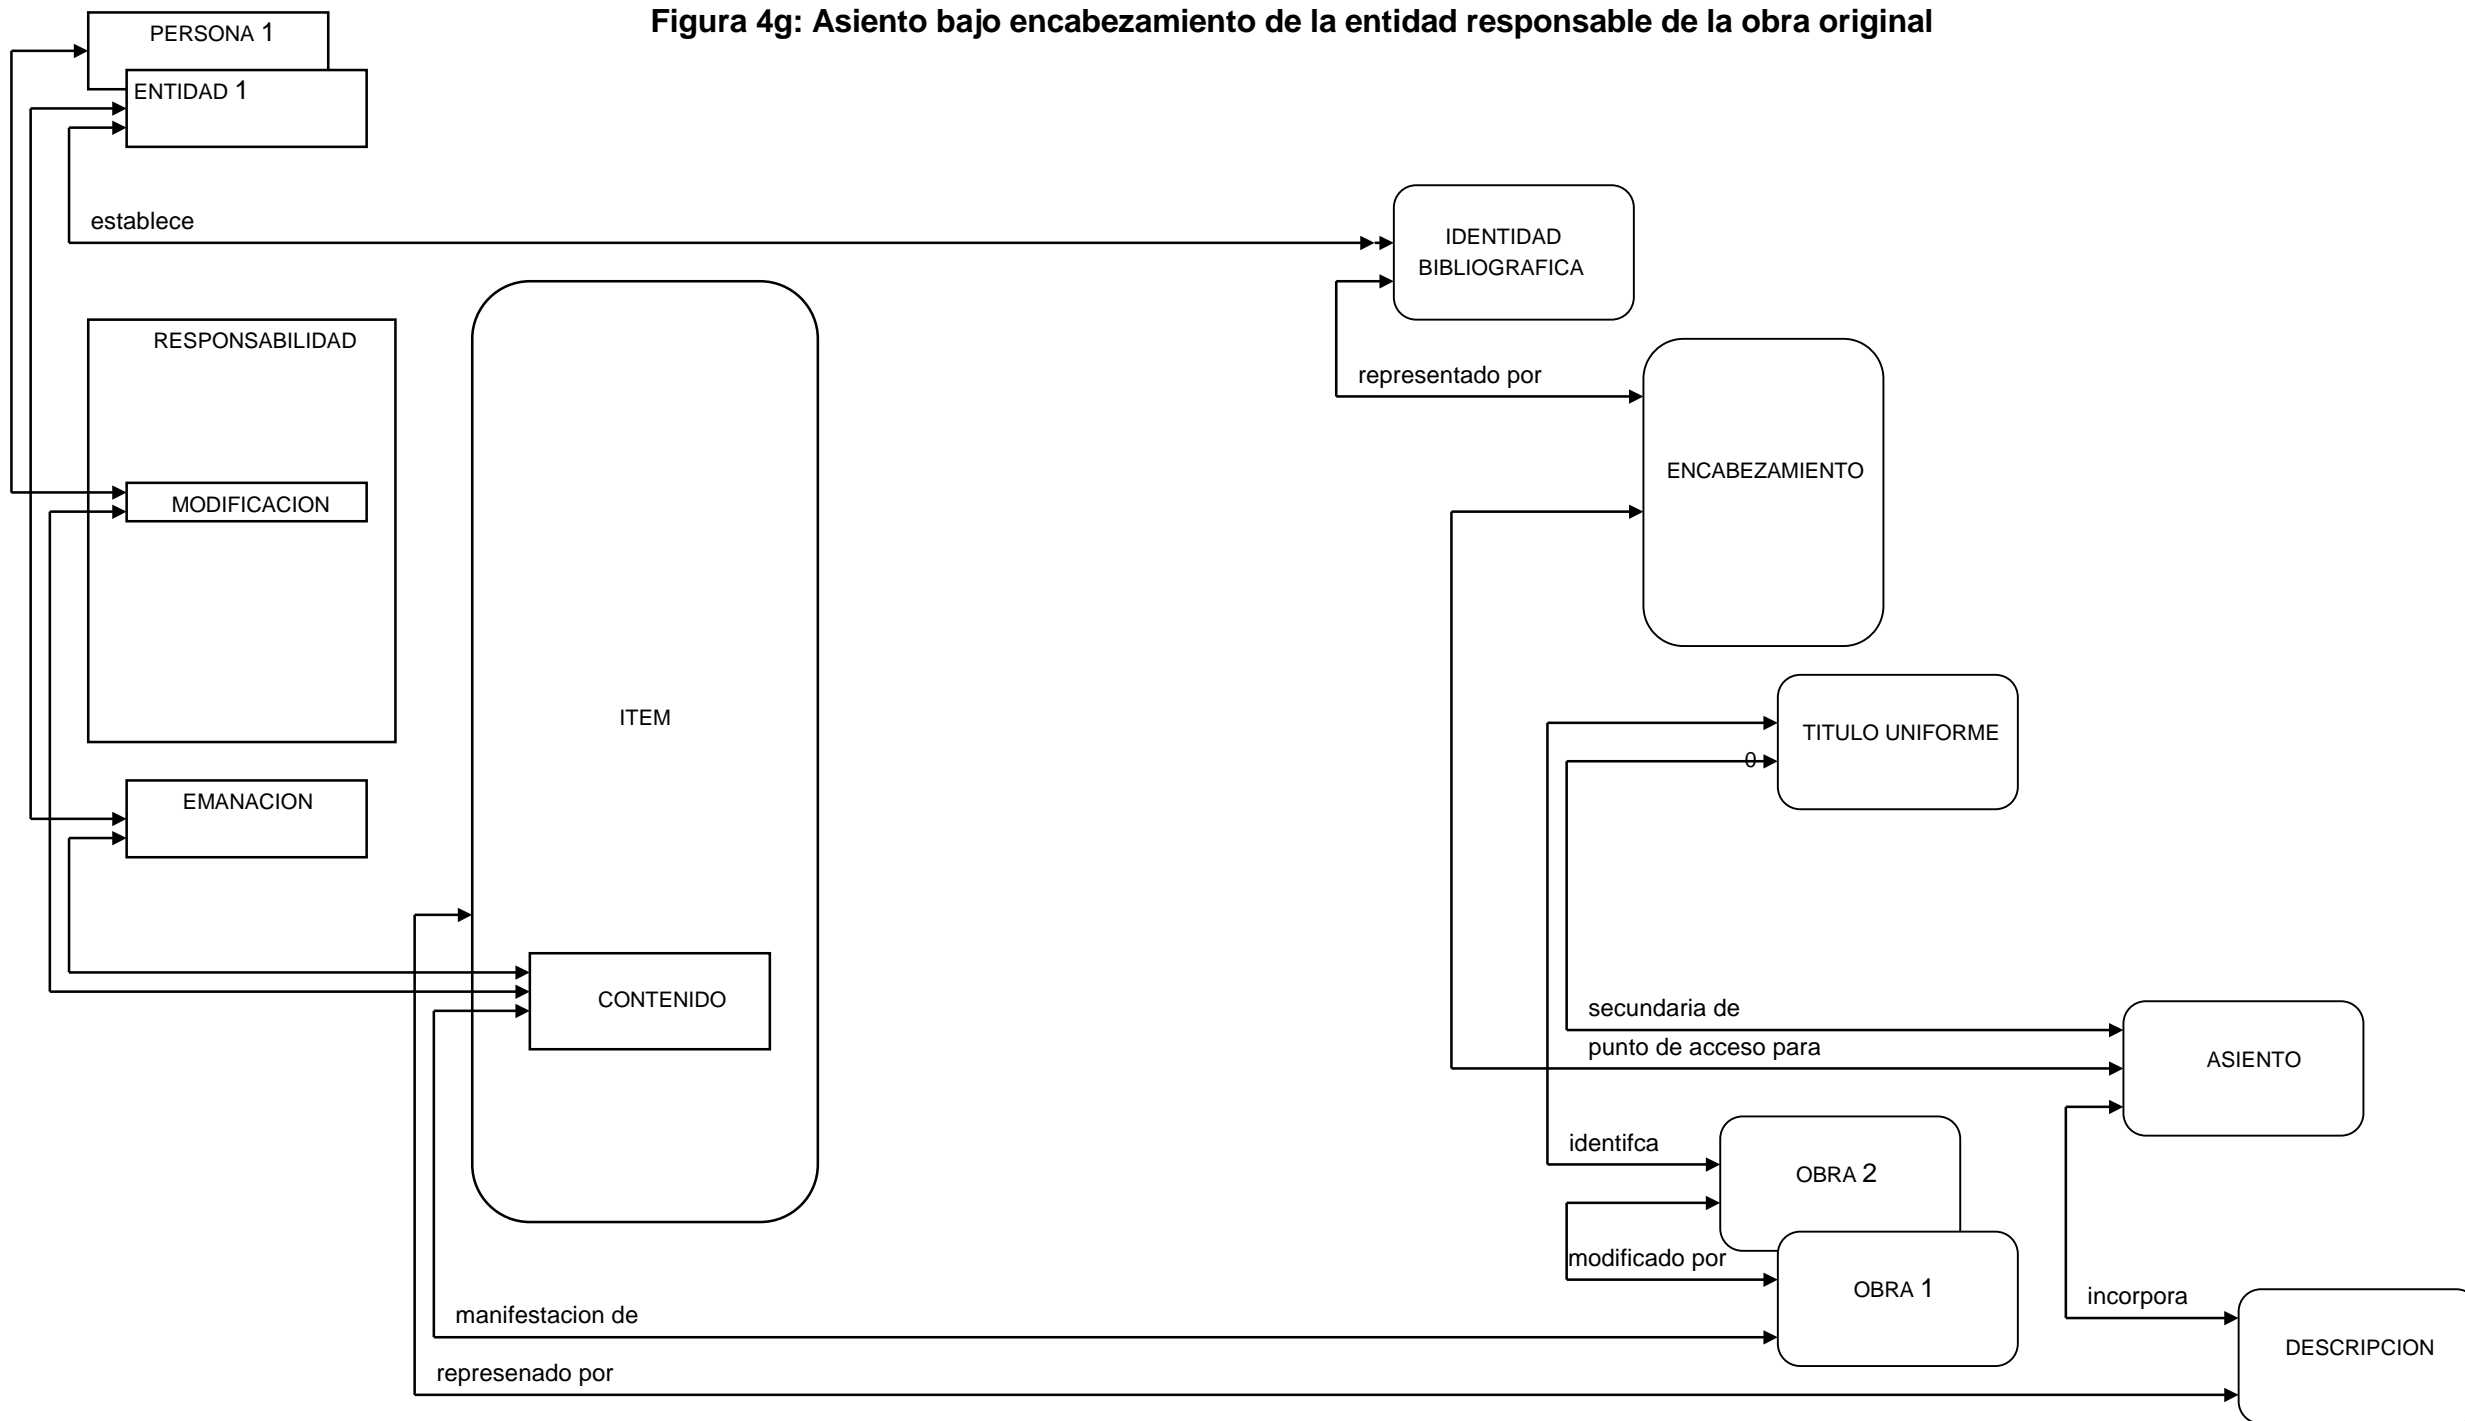 Figura 4g: Asiento bajo encabezamiento de la entidad responsable de la obra original
PERSONA 1
ENTIDAD 1
establece
IDENTIDAD
BIBLIOGRAFICA
RESPONSABILIDAD
representado por
ENCABEZAMIENTO
MODIFICACION
ITEM
TITULO UNIFORME
0
EMANACION
CONTENIDO
secundaria de
punto de acceso para
ASIENTO
identifca
OBRA 2
modificado por
OBRA 1
incorpora
manifestacion de
DESCRIPCION
represenado por